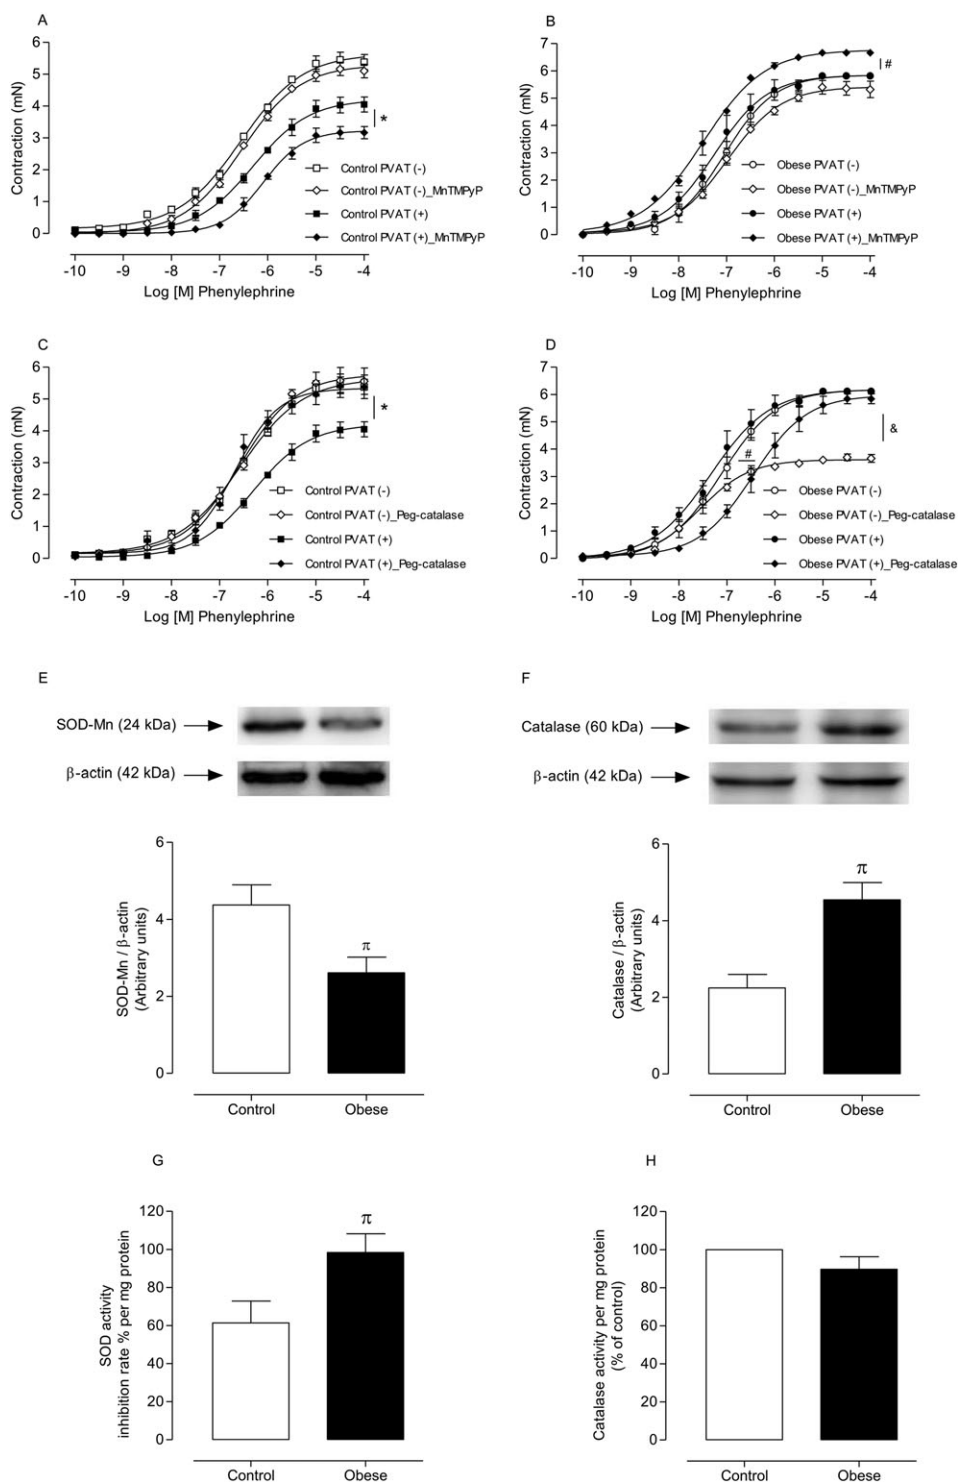 A
Contraction (mN)
6
5
4
3
2
1
0
*
Control PVAT (-)
Control PVAT (-)_MnTMPyP
Control PVAT (+)
Control PVAT (+)_MnTMPyP
-10 -9 -8 -7 -6 -5 -4
Log [M] Phenylephrine
B
Contraction (mN)
7
6
5
4
3
2
1
0
#
Obese PVAT (-)
Obese PVAT (-)_MnTMPyP
Obese PVAT (+)
Obese PVAT (+)_MnTMPyP
-10 -9 -8 -7 -6 -5 -4
Log [M] Phenylephrine
C
Contraction (mN)
6
5
4
3
2
1
0
*
Control PVAT (-)
Control PVAT (-)_Peg-catalase
Control PVAT (+)
Control PVAT (+)_Peg-catalase
-10 -9 -8 -7 -6 -5 -4
Log [M] Phenylephrine
D
Contraction (mN)
7
6
5
4
3
2
1
0
&
#
Obese PVAT (-)
Obese PVAT (-)_Peg-catalase
Obese PVAT (+)
Obese PVAT (+)_Peg-catalase
-10 -9 -8 -7 -6 -5 -4
Log [M] Phenylephrine
E
SOD-Mn (24 kDa)
β-actin (42 kDa)
SOD-Mn / β-actin
(Arbitrary units)
6
4
2
0
π
Control Obese
F
Catalase (60 kDa)
β-actin (42 kDa)
Catalase / β-actin
(Arbitrary units)
6
4
2
0
π
Control Obese
G
SOD activity
inhibition rate % per mg protein
120
100
80
60
40
20
0
π
Control Obese
H
Catalase activity per mg protein
(% of control)
120
100
80
60
40
20
0
Control Obese